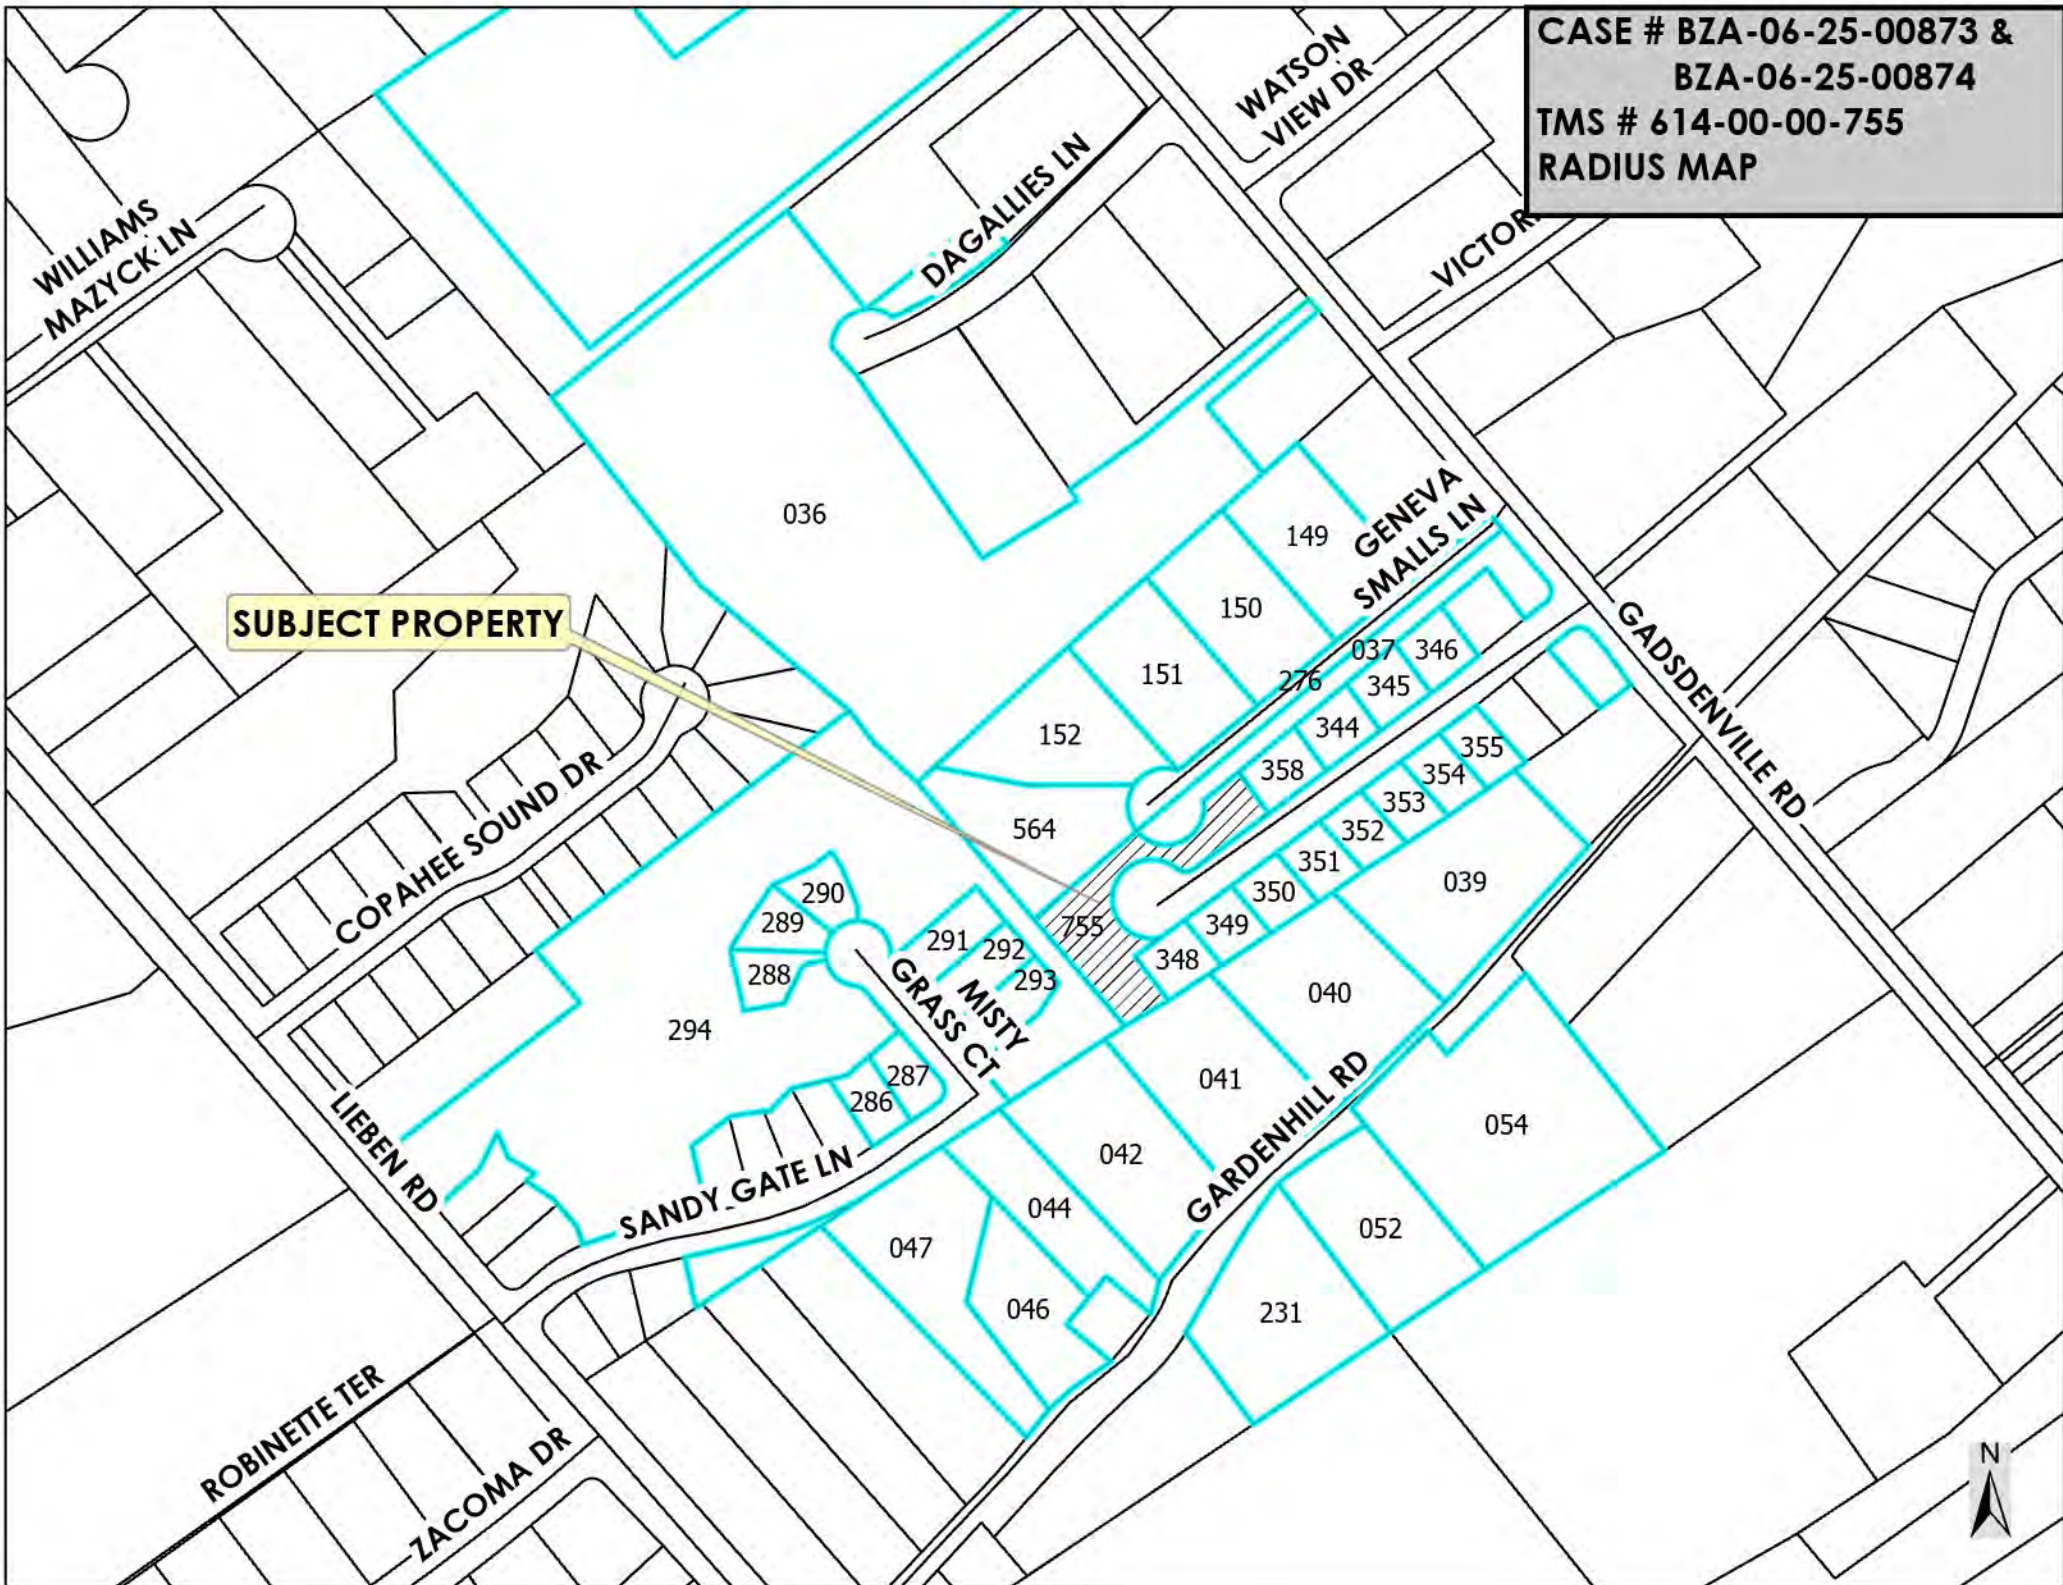 CASE # BZA-06-25-00873 &
BZA-06-25-00874
TMS # 614-00-00-755
RADIUS MAP
WATSON
VIEW DR
DAGALLIES LN
WILLIAMS
MAZYCK LN
VICTOR
036
149
GENEVA
SMALLS LN
SUBJECT PROPERTY
150
151
276
037
346
345
344
358
152
GADSDENVILLE RD
355
354
353
352
351
350
349
348
564
COPAHEE SOUND DR
039
290
289
288
291
292
293
755
GRASS CT
MISTY
294
040
287
286
041
054
LIEBEN RD
042
GARDENHILL RD
SANDY GATE LN
044
047
052
046
231
ROBINETTE TER
ZACOMA DR
N